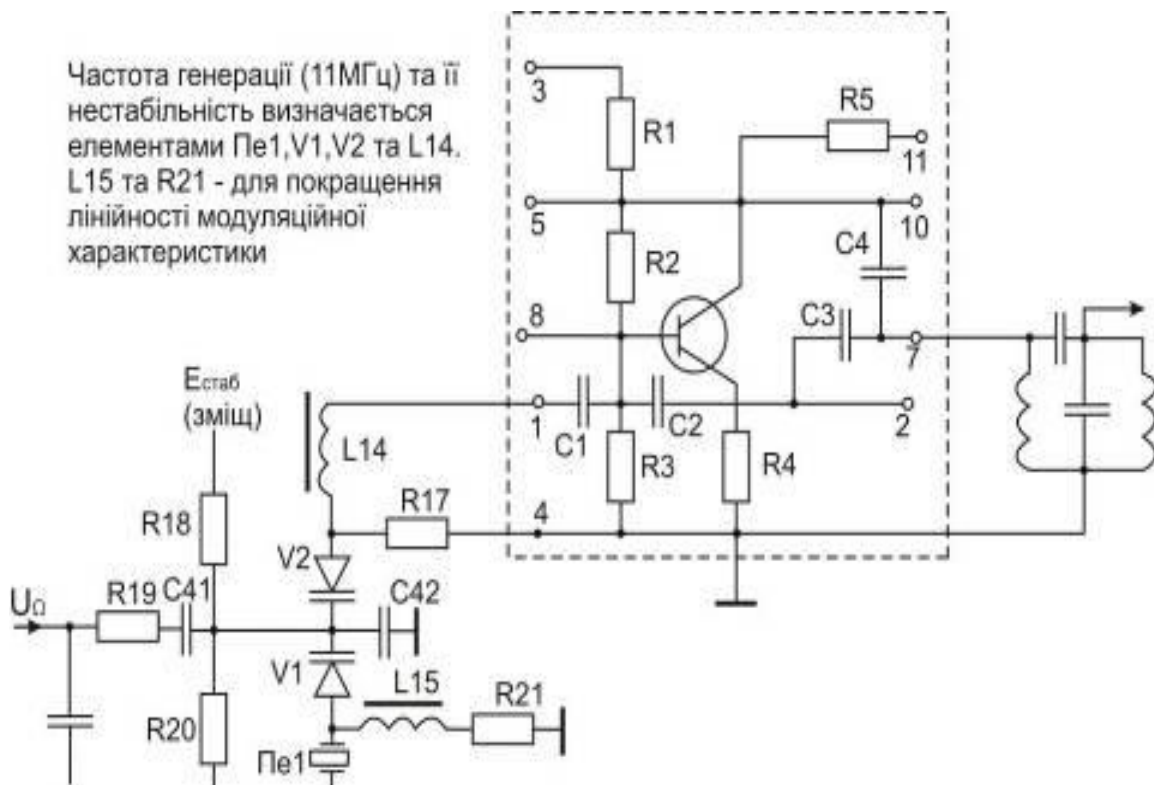 Частота генерації (11МГц) та її
нестабільність визначається
елементами Пе1,V1,V2 та L14.
L15 та R21 - для покращення
лінійності модуляційної
характеристики
3
R1
R5
11
5
10
R2
C4
8
C3
7
Eстаб
(зміщ)
L14
1
C1
C2
2
R3
R4
R17
4
R18
V2
UΩ
R19
C41
C42
V1
L15
R21
R20
Пе1